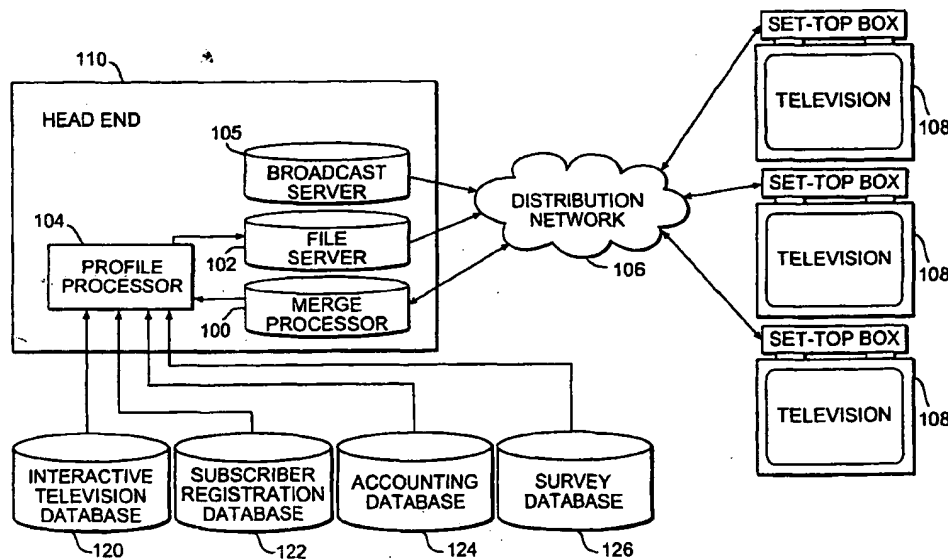 110
HEAD END
105
BROADCAST
SERVER
104
PROFILE
PROCESSOR
102
FILE
SERVER
100
MERGE
PROCESSOR
DISTRIBUTION
NETWORK
106
SET-TOP BOX
TELEVISION
108
SET-TOP BOX
TELEVISION
108
SET-TOP BOX
TELEVISION
108
INTERACTIVE
TELEVISION
DATABASE
120
SUBSCRIBER
REGISTRATION
DATABASE
122
ACCOUNTING
DATABASE
124
SURVEY
DATABASE
126